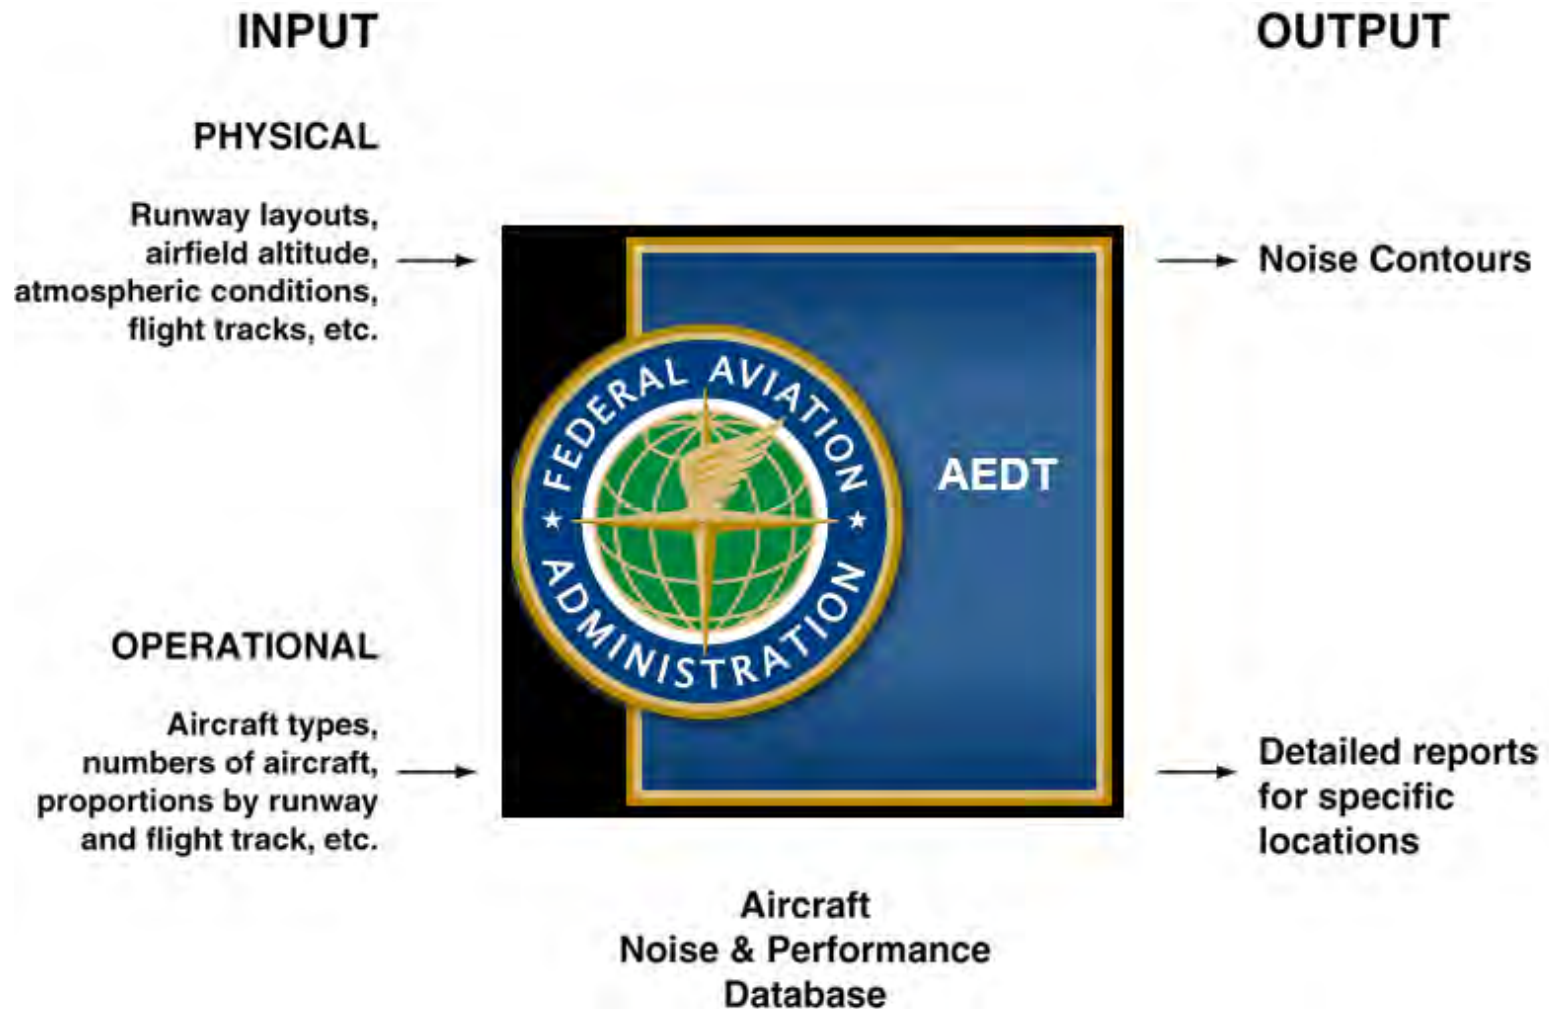 INPUT
OUTPUT
PHYSICAL
Runway layouts,
airfield altitude,
atmospheric conditions,
flight tracks, etc.
Noise Contours
FEDERAL AVIATION
ADMINISTRATION
AEDT
OPERATIONAL
Aircraft types,
numbers of aircraft,
proportions by runway
and flight track, etc.
Detailed reports
for specific
locations
Aircraft
Noise & Performance
Database